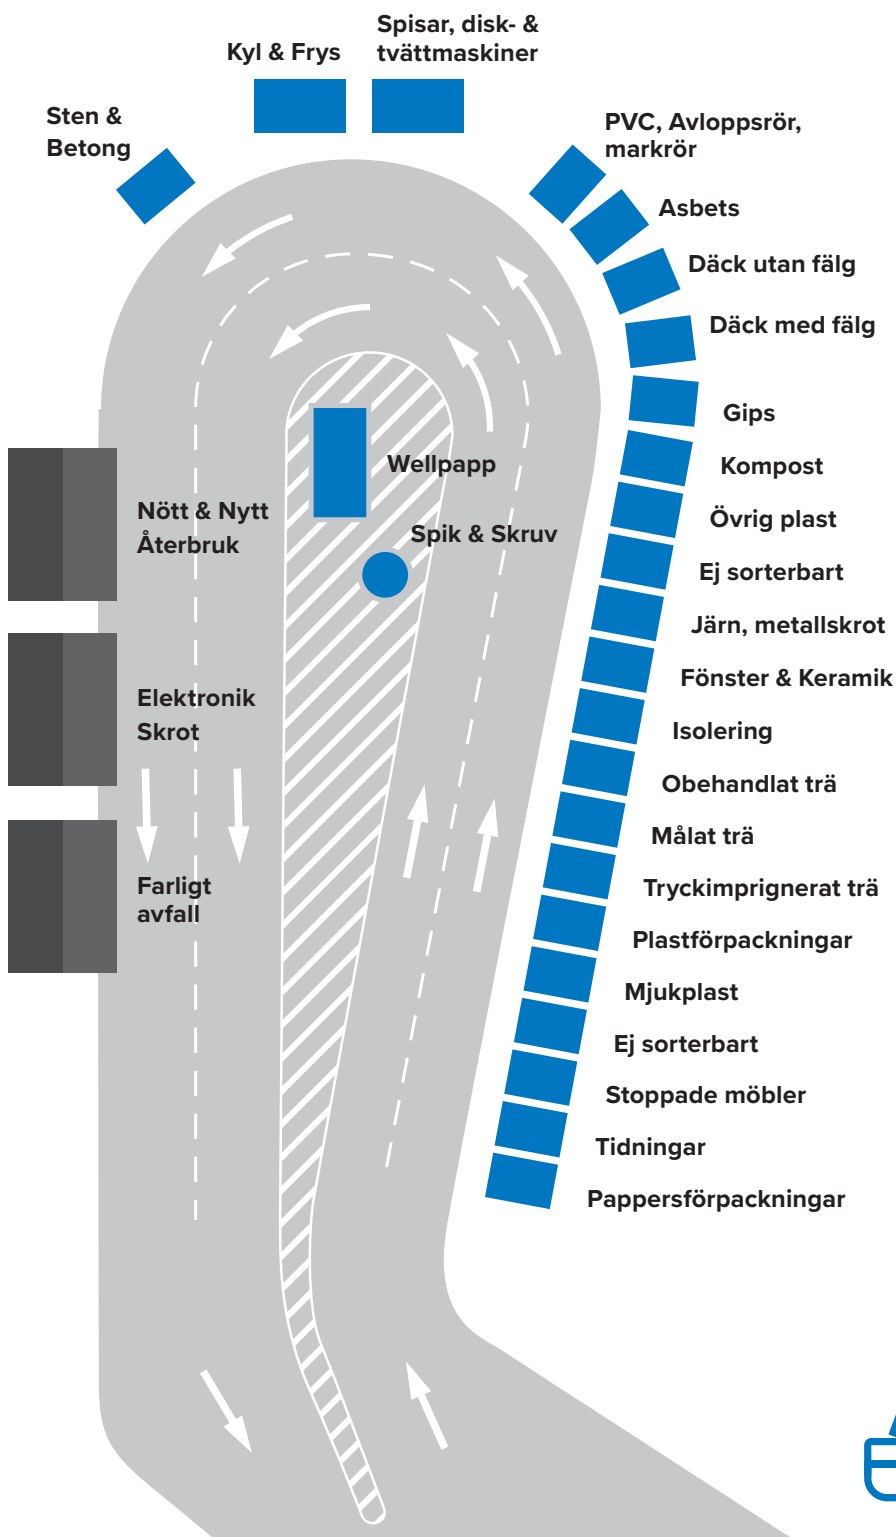 Spisar, disk- &
tvättmaskiner
Kyl & Frys
Sten &
Betong
PVC, Avloppsrör,
markrör
Asbets
Däck utan fälg
Däck med fälg
Gips
Kompost
Övrig plast
Ej sorterbart
Järn, metallskrot
Fönster & Keramik
Isolering
Obehandlat trä
Målat trä
Tryckimprignerat trä
Plastförpackningar
Mjukplast
Ej sorterbart
Stoppade möbler
Tidningar
Pappersförpackningar
Wellpapp
Spik & Skruv
Nött & Nytt
Återbruk
Elektronik
Skrot
Farligt
avfall